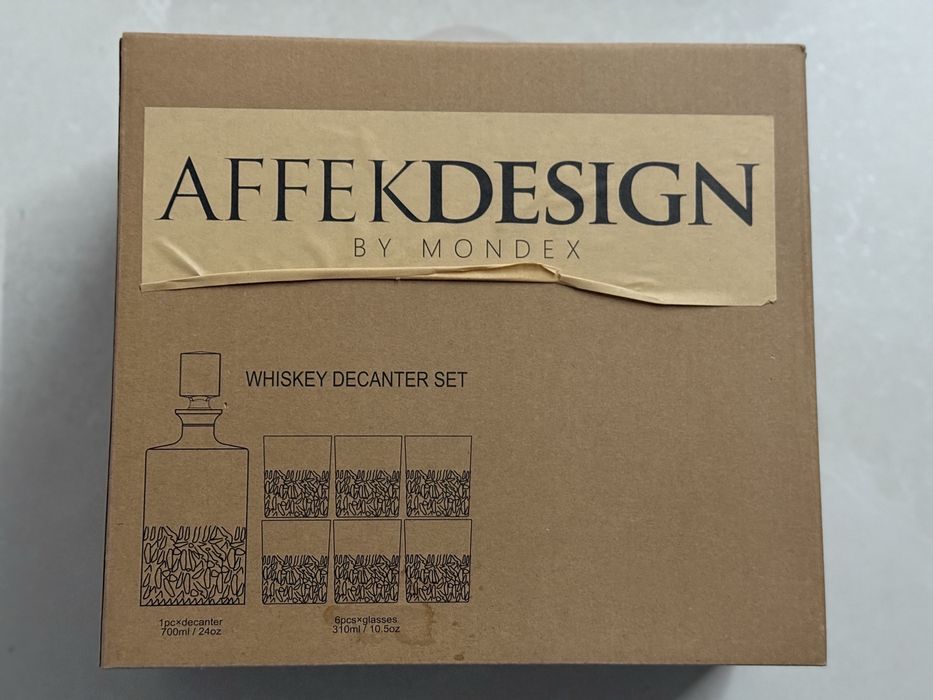 AFFEKDESIGN
BY MONDEX
WHISKEY DECANTER SET
1pc×decanter
700ml / 24oz
6pcs×glasses
310ml / 10.5oz